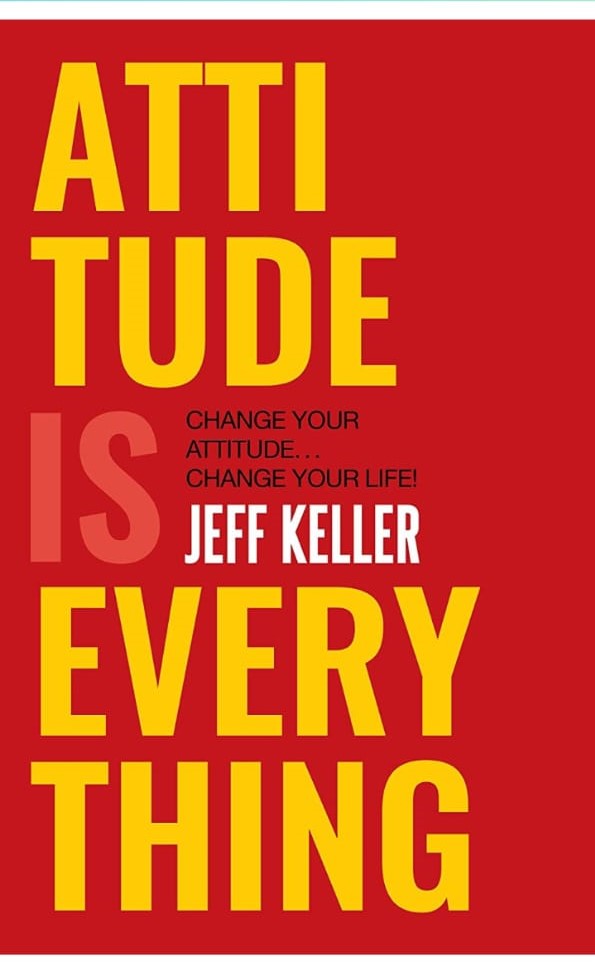 ATTI
TUDE
IS
CHANGE YOUR
ATTITUDE...
CHANGE YOUR LIFE!
JEFF KELLER
EVERY
THING